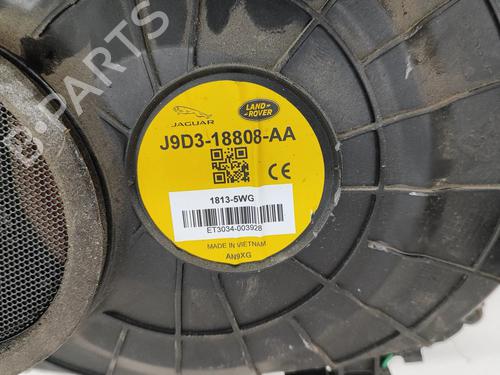 B-PARTS
JAGUAR
LAND-
ROVER
J9D3-18808-AA
CE
1813-5WG
ET3034-003928
MADE IN VIETNAM
AN9XG